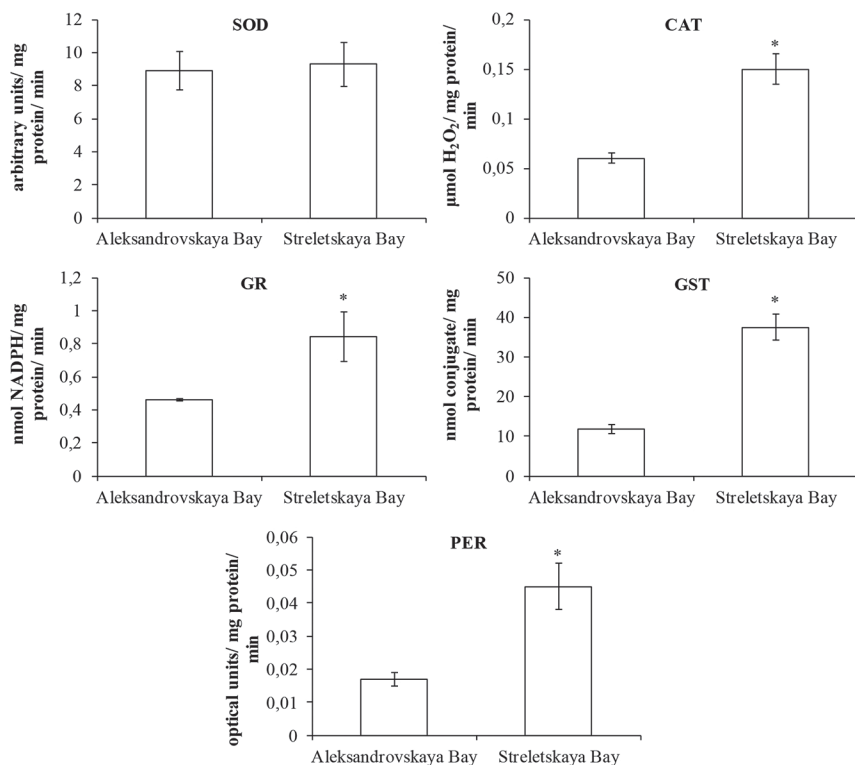 SOD
arbitrary units/ mg
protein/ min
12
10
8
6
4
2
0
Aleksandrovskaya Bay Streletskaya Bay
CAT
µmol H₂O₂/ mg protein/
min
0,2
0,15
0,1
0,05
0
*
Aleksandrovskaya Bay Streletskaya Bay
GR
nmol NADPH/mg
protein/ min
1,2
1
0,8
0,6
0,4
0,2
0
*
Aleksandrovskaya Bay Streletskaya Bay
GST
nmol conjugate/ mg
protein/ min
50
40
30
20
10
0
*
Aleksandrovskaya Bay Streletskaya Bay
PER
optical units/ mg protein/
min
0,06
0,05
0,04
0,03
0,02
0,01
0
*
Aleksandrovskaya Bay Streletskaya Bay